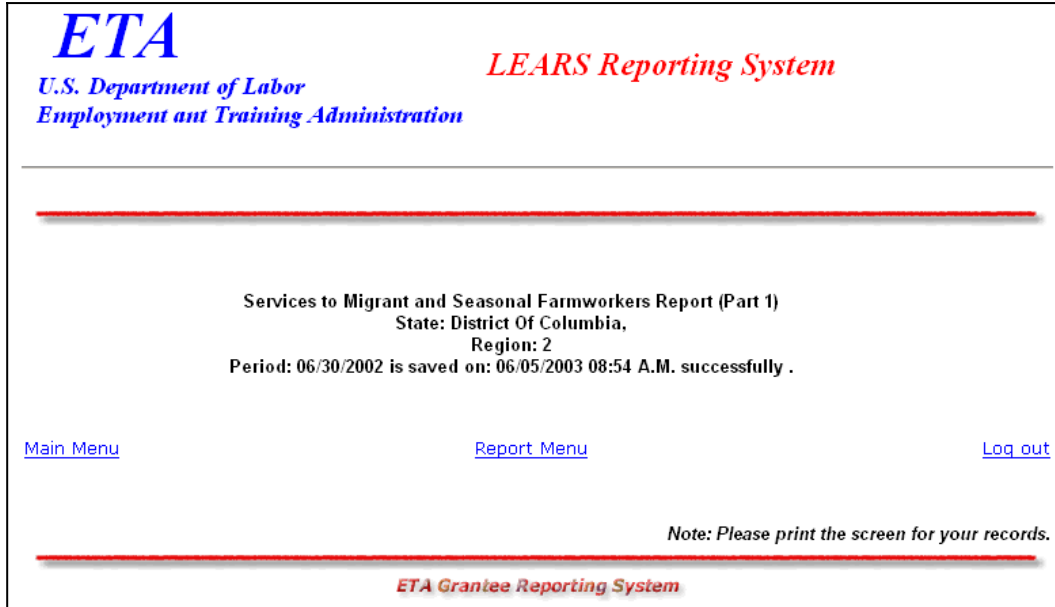 ETA
LEARS Reporting System
U.S. Department of Labor
Employment ant Training Administration
Services to Migrant and Seasonal Farmworkers Report (Part 1)
State: District Of Columbia,
Region: 2
Period: 06/30/2002 is saved on: 06/05/2003 08:54 A.M. successfully .
Main Menu Report Menu Log out
Note: Please print the screen for your records.
ETA Grantee Reporting System